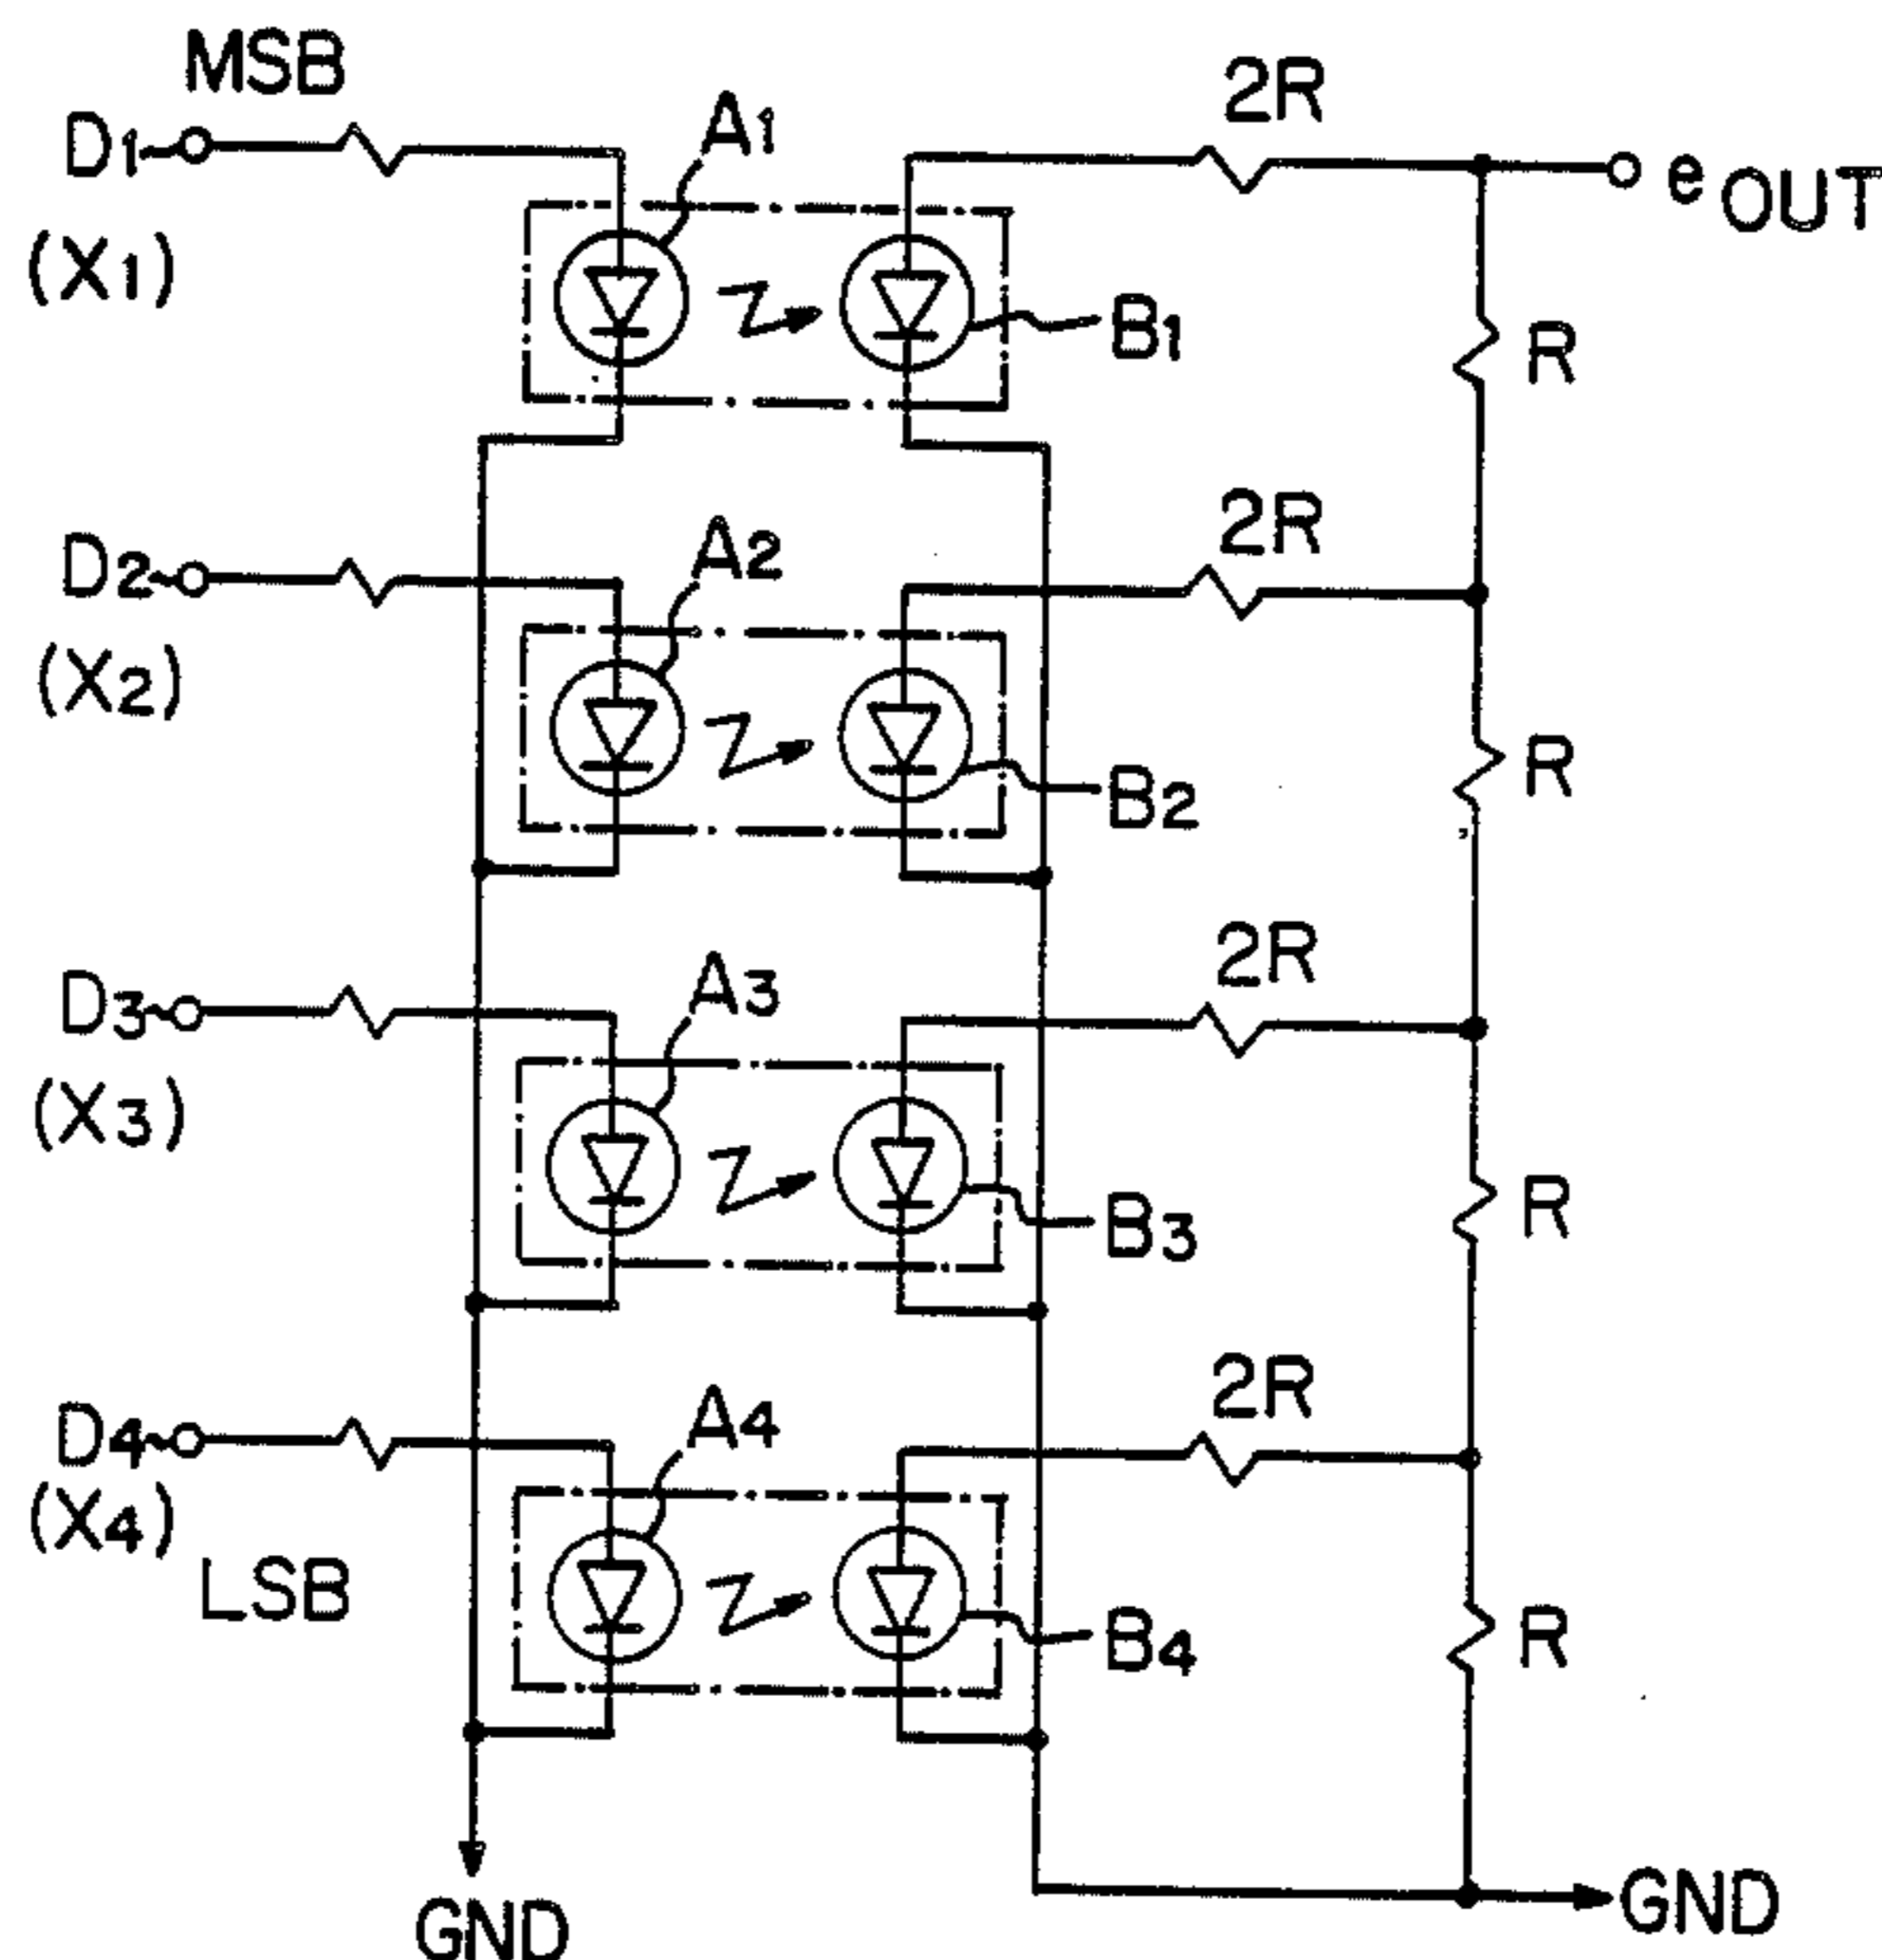 MSB
D1
(X1)
A1
2R
eOUT
B1
R
D2
(X2)
A2
2R
B2
R
D3
(X3)
A3
2R
B3
R
D4
(X4)
LSB
A4
2R
B4
R
GND
GND